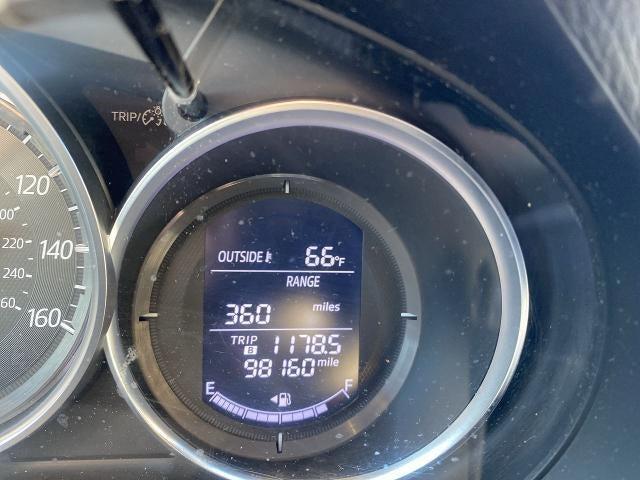 TRIP/
120
140
160
220
240
OUTSIDE 66°F
RANGE
360 miles
TRIP B 1178.5
98160 mile
E F